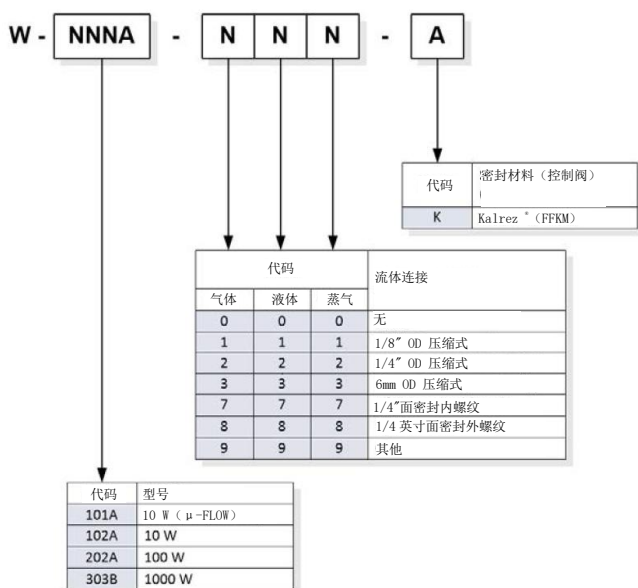 W - NNNA - N N N - A
代码 密封材料（控制阀）
K Kalrez ®（FFKM）
代码 流体连接
气体 液体 蒸气
0 0 0 无
1 1 1 1/8″ OD 压缩式
2 2 2 1/4″ OD 压缩式
3 3 3 6mm OD 压缩式
7 7 7 1/4″面密封内螺纹
8 8 8 1/4 英寸面密封外螺纹
9 9 9 其他
代码 型号
101A 10 W（μ-FLOW）
102A 10 W
202A 100 W
303B 1000 W